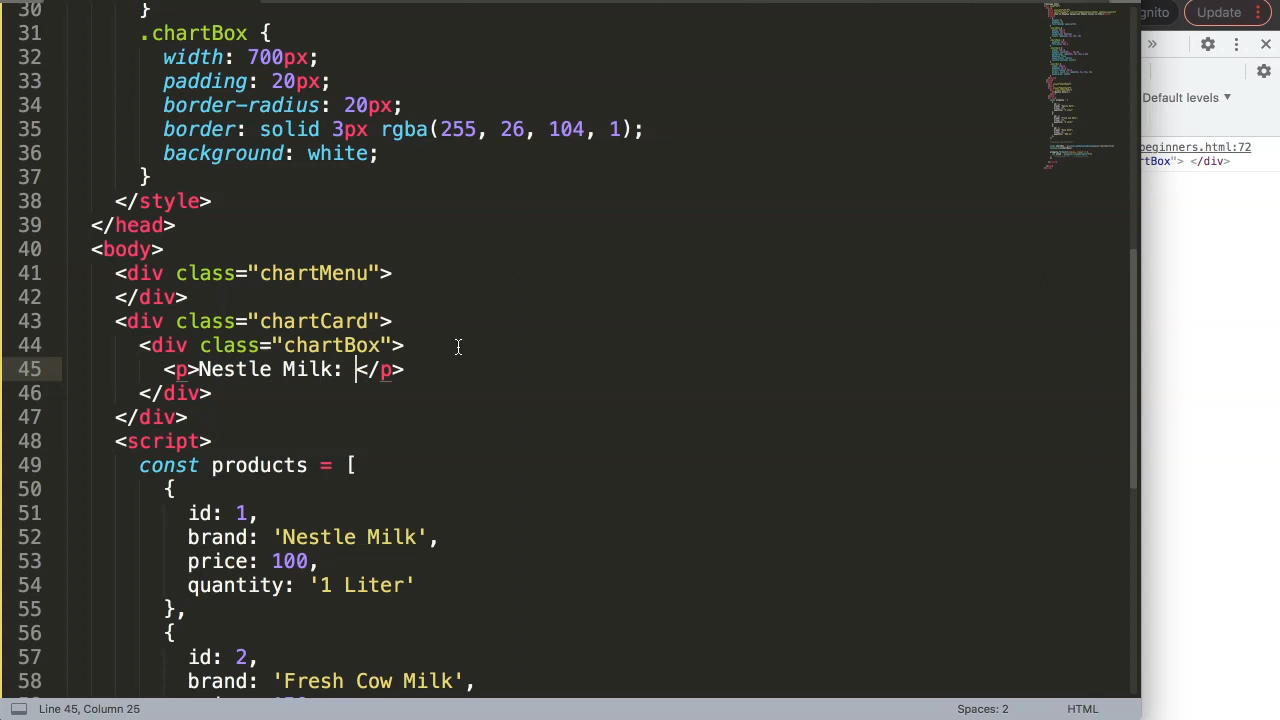 30 }
31 .chartBox {
32 width: 700px;
33 padding: 20px;
34 border-radius: 20px;
35 border: solid 3px rgba(255, 26, 104, 1);
36 background: white;
37 }
38 </style>
39 </head>
40 <body>
41 <div class="chartMenu">
42 </div>
43 <div class="chartCard">
44 <div class="chartBox">
45 <p>Nestle Milk: </p>
46 </div>
47 </div>
48 <script>
49 const products = [
50 {
51 id: 1,
52 brand: 'Nestle Milk',
53 price: 100,
54 quantity: '1 Liter'
55 },
56 {
57 id: 2,
58 brand: 'Fresh Cow Milk',
Line 45, Column 25
Spaces: 2
HTML
gnito
Update
Default levels
beginners.html:72
rtBox"> </div>